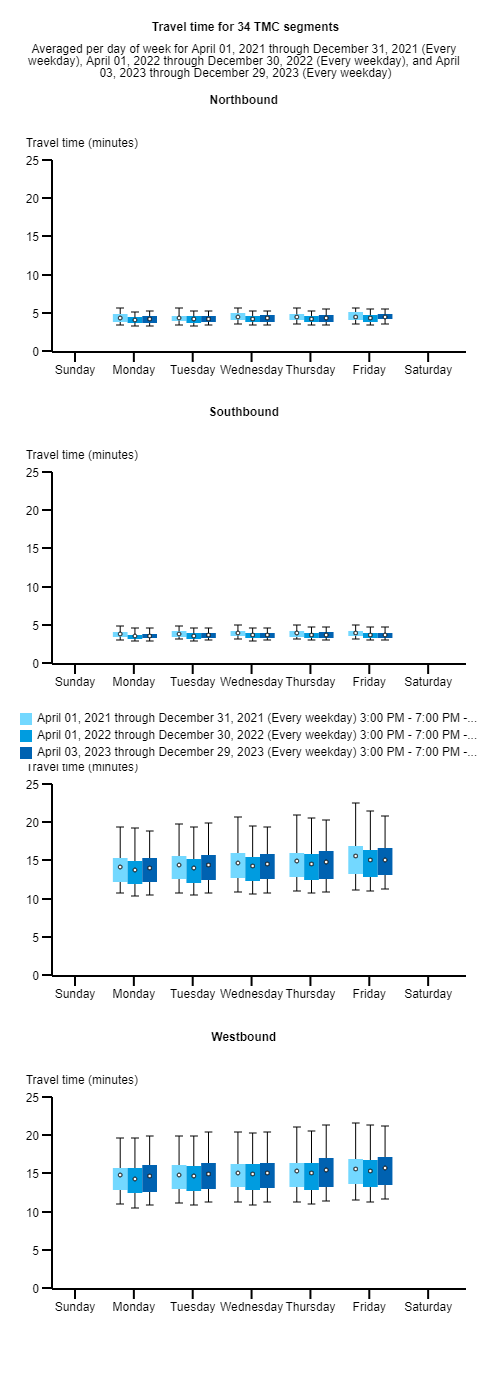 Travel time for 34 TMC segments
Averaged per day of week for April 01, 2021 through December 31, 2021 (Every
weekday), April 01, 2022 through December 30, 2022 (Every weekday), and April
03, 2023 through December 29, 2023 (Every weekday)
Northbound
Travel time (minutes)
25
20
15
10
5
0
Sunday Monday Tuesday Wednesday Thursday Friday Saturday
Southbound
Travel time (minutes)
25
20
15
10
5
0
Sunday Monday Tuesday Wednesday Thursday Friday Saturday
April 01, 2021 through December 31, 2021 (Every weekday) 3:00 PM - 7:00 PM -...
April 01, 2022 through December 30, 2022 (Every weekday) 3:00 PM - 7:00 PM -...
April 03, 2023 through December 29, 2023 (Every weekday) 3:00 PM - 7:00 PM -...
Travel time (minutes)
25
20
15
10
5
0
Sunday Monday Tuesday Wednesday Thursday Friday Saturday
Westbound
Travel time (minutes)
25
20
15
10
5
0
Sunday Monday Tuesday Wednesday Thursday Friday Saturday